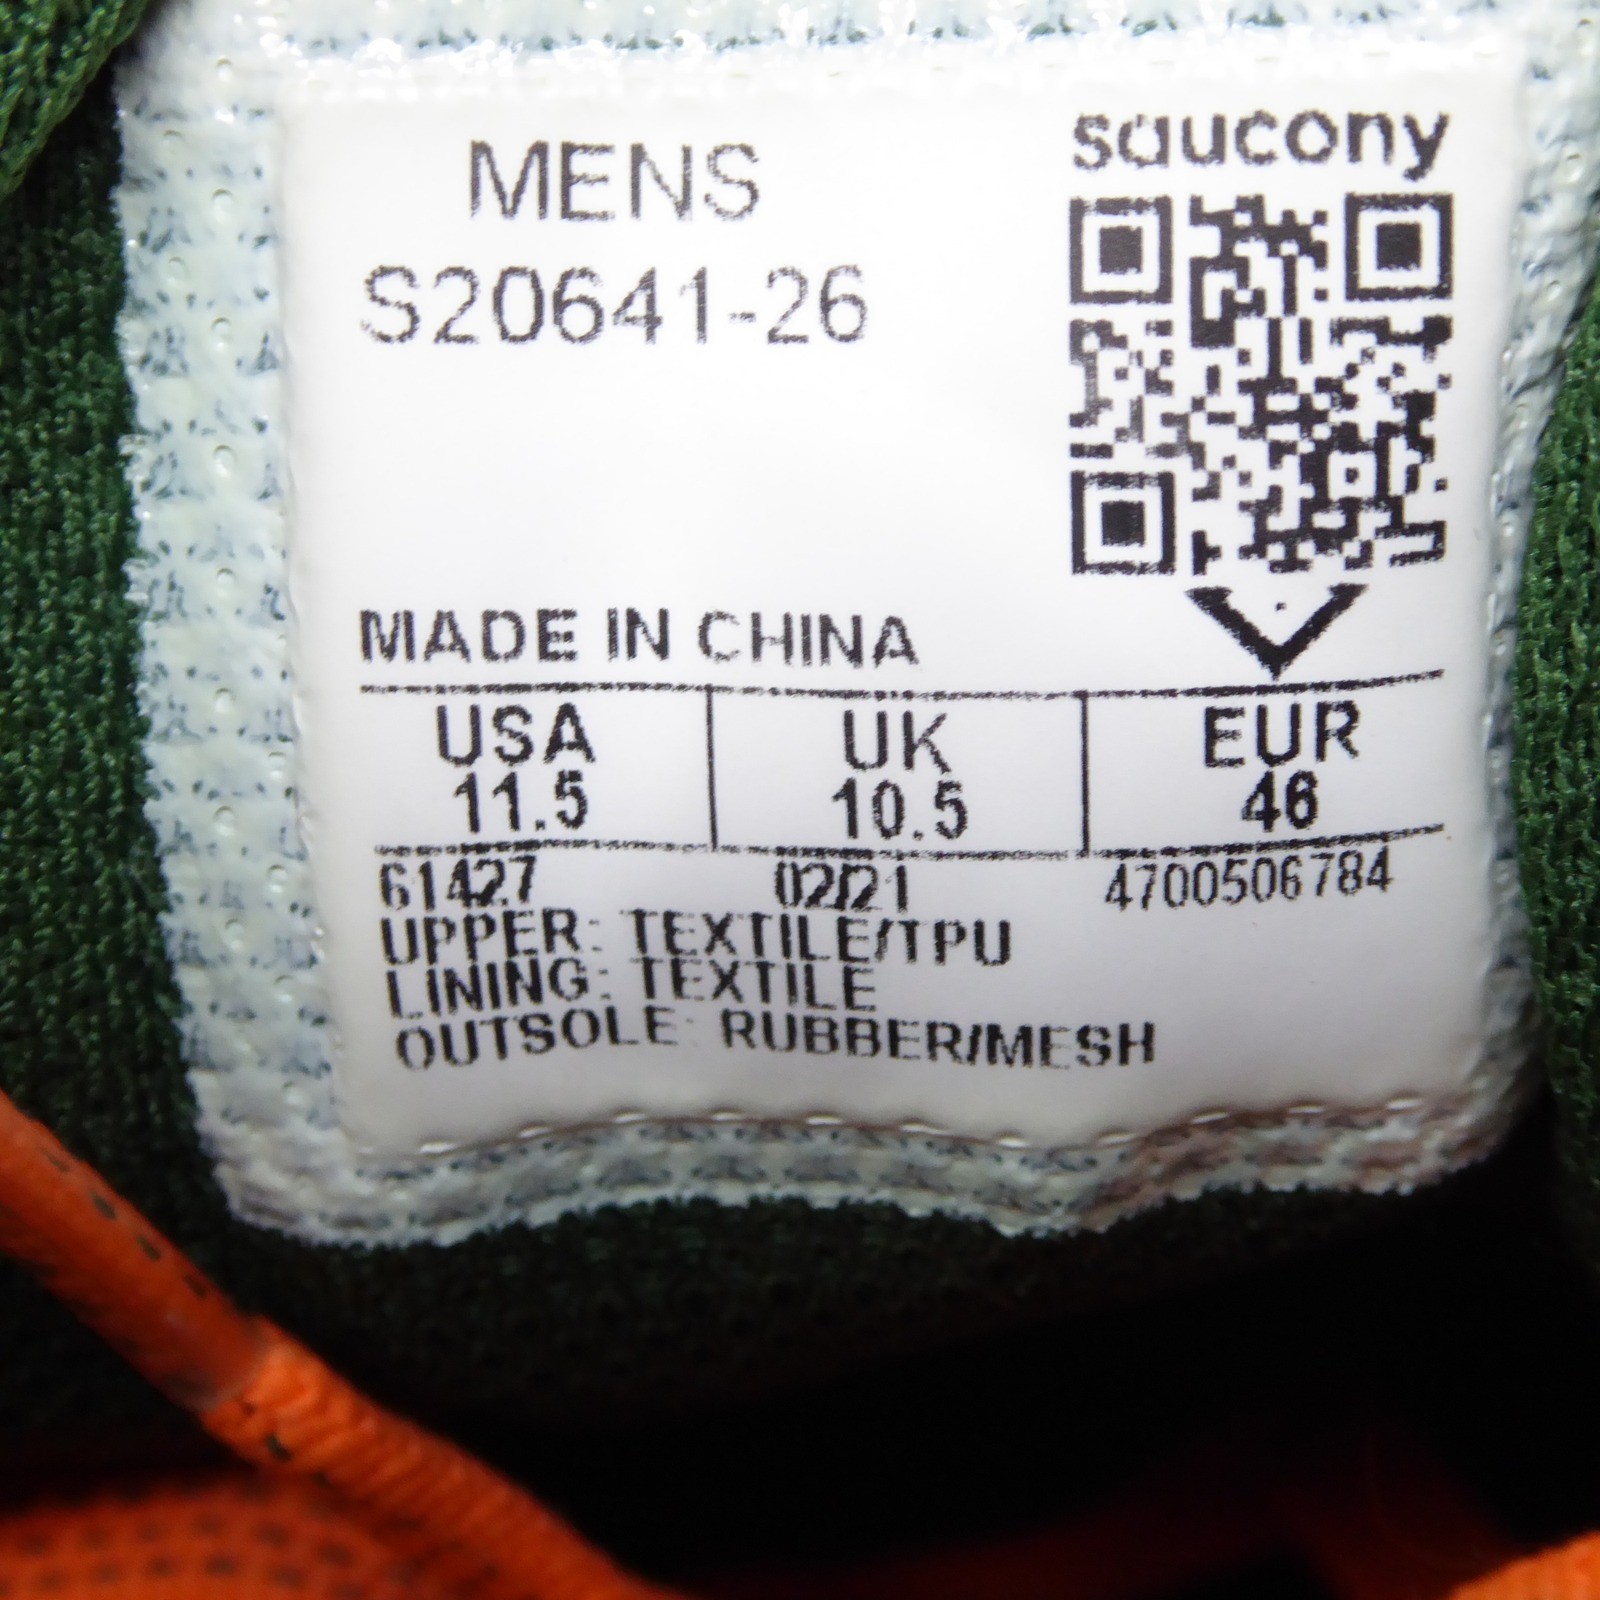 saucony
MENS
S20641-26
MADE IN CHINA
USA UK EUR
11.5 10.5 46
61427 02/21 4700506784
UPPER: TEXTILE/TPU
LINING: TEXTILE
OUTSOLE: RUBBER/MESH